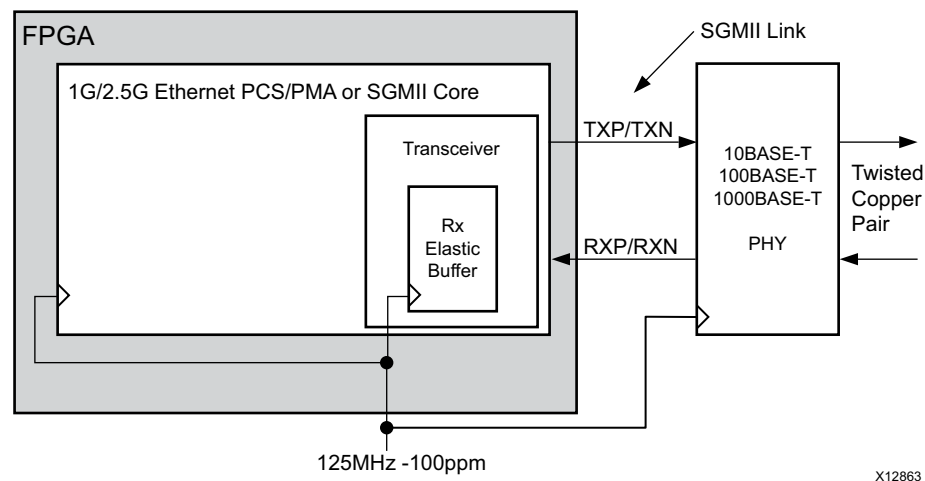 FPGA
SGMII Link
1G/2.5G Ethernet PCS/PMA or SGMII Core
Transceiver
Rx
Elastic
Buffer
TXP/TXN
RXP/RXN
10BASE-T
100BASE-T
1000BASE-T
PHY
Twisted
Copper
Pair
125MHz -100ppm
X12863